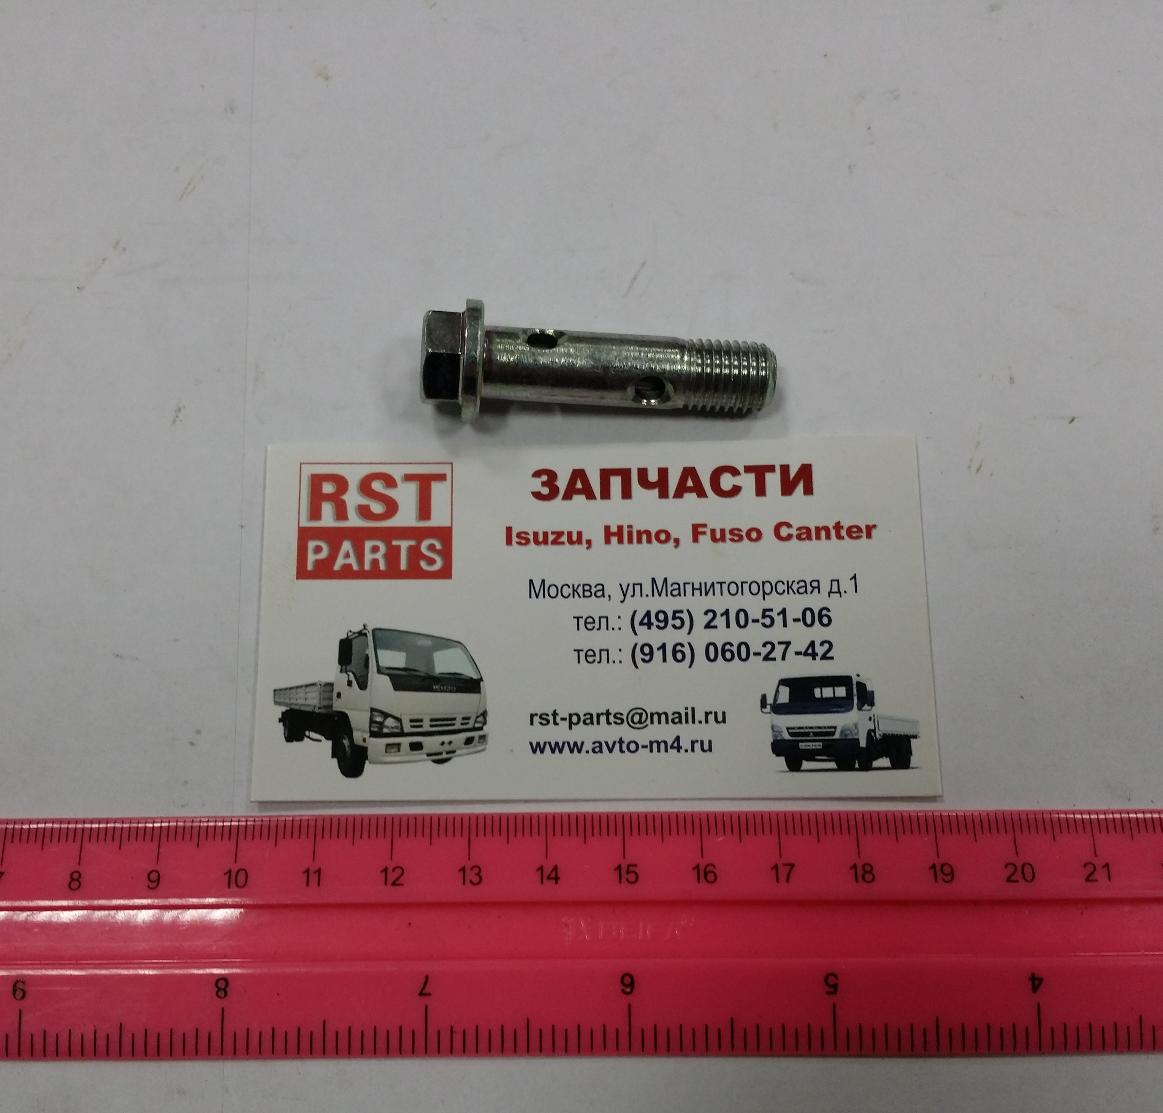 RST
PARTS
ЗАПЧАСТИ
Isuzu, Hino, Fuso Canter
Москва, ул.Магнитогорская д.1
тел.: (495) 210-51-06
тел.: (916) 060-27-42
rst-parts@mail.ru
www.avto-m4.ru
7 8 9 10 11 12 13 14 15 16 17 18 19 20 21
9 8 7 6 5 4